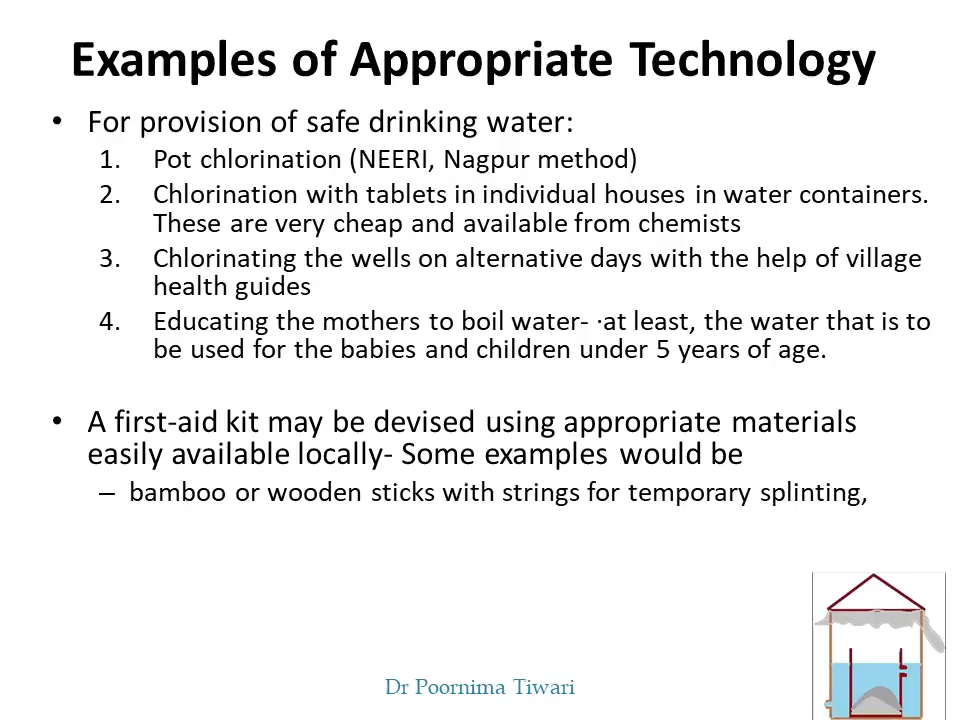 Examples of Appropriate Technology
• For provision of safe drinking water:
1. Pot chlorination (NEERI, Nagpur method)
2. Chlorination with tablets in individual houses in water containers.
These are very cheap and available from chemists
3. Chlorinating the wells on alternative days with the help of village
health guides
4. Educating the mothers to boil water- ·at least, the water that is to
be used for the babies and children under 5 years of age.
• A first-aid kit may be devised using appropriate materials
easily available locally- Some examples would be
– bamboo or wooden sticks with strings for temporary splinting,
Dr Poornima Tiwari